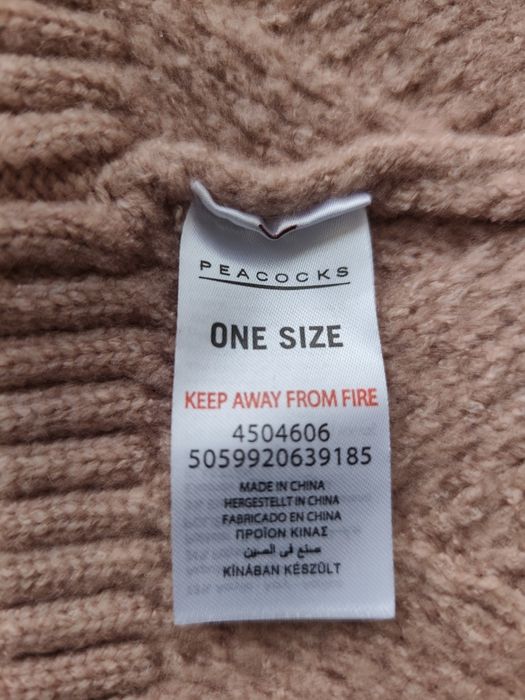 PEACOCKS
ONE SIZE
KEEP AWAY FROM FIRE
4504606
5059920639185
MADE IN CHINA
HERGESTELLT IN CHINA
FABRICADO EN CHINA
ΠΡΟΪΟΝ ΚΙΝΑΣ
صنع في الصين
KÍNÁBAN KÉSZÜLT